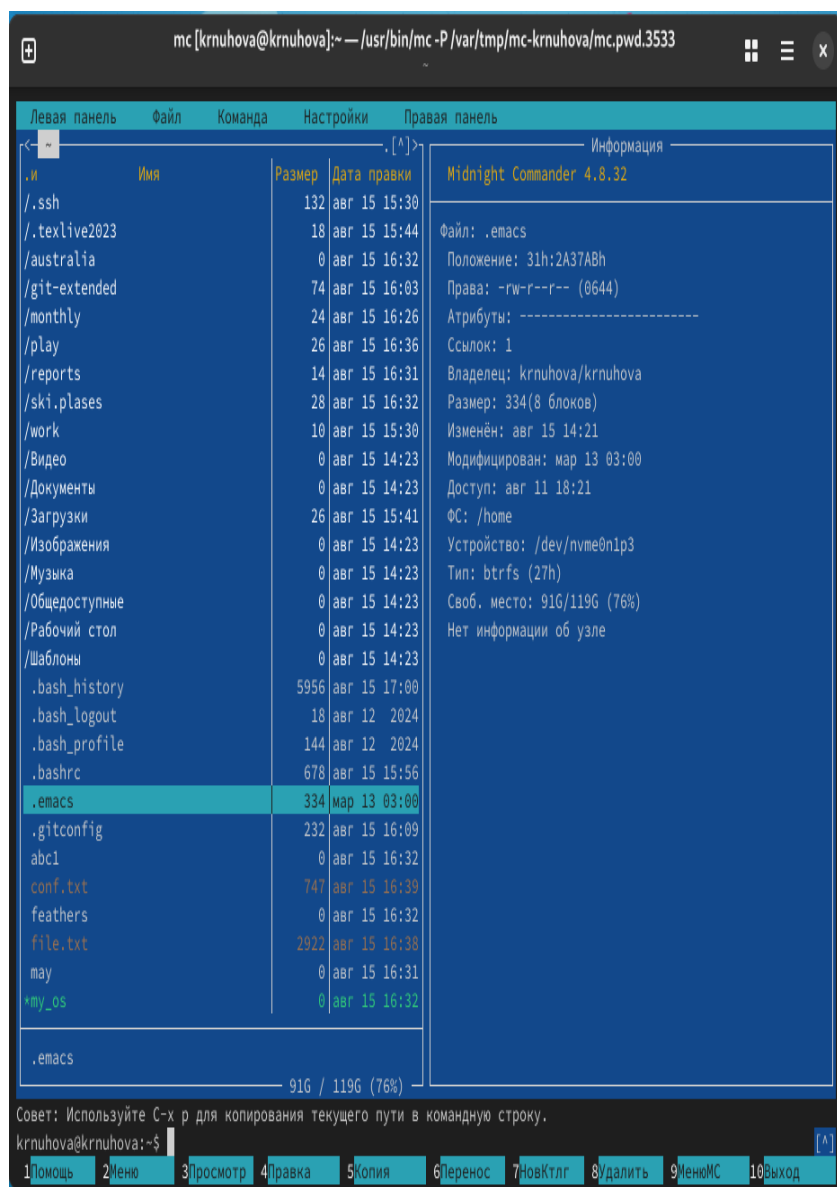 mc [krnuhova@krnuhova]:~ — /usr/bin/mc -P /var/tmp/mc-krnuhova/mc.pwd.3533
~
Левая панель Файл Команда Настройки Правая панель
<─ ~ .[^]>
.и Имя Размер Дата правки
/.ssh 132 авг 15 15:30
/.texlive2023 18 авг 15 15:44
/australia 0 авг 15 16:32
/git-extended 74 авг 15 16:03
/monthly 24 авг 15 16:26
/play 26 авг 15 16:36
/reports 14 авг 15 16:31
/ski.plases 28 авг 15 16:32
/work 10 авг 15 15:30
/Видео 0 авг 15 14:23
/Документы 0 авг 15 14:23
/Загрузки 26 авг 15 15:41
/Изображения 0 авг 15 14:23
/Музыка 0 авг 15 14:23
/Общедоступные 0 авг 15 14:23
/Рабочий стол 0 авг 15 14:23
/Шаблоны 0 авг 15 14:23
.bash_history 5956 авг 15 17:00
.bash_logout 18 авг 12 2024
.bash_profile 144 авг 12 2024
.bashrc 678 авг 15 15:56
.emacs 334 мар 13 03:00
.gitconfig 232 авг 15 16:09
abc1 0 авг 15 16:32
conf.txt 747 авг 15 16:39
feathers 0 авг 15 16:32
file.txt 2922 авг 15 16:38
may 0 авг 15 16:31
*my_os 0 авг 15 16:32
.emacs
91G / 119G (76%)
Информация
Midnight Commander 4.8.32
Файл: .emacs
Положение: 31h:2A37ABh
Права: -rw-r--r-- (0644)
Атрибуты: -------------------------
Ссылок: 1
Владелец: krnuhova/krnuhova
Размер: 334(8 блоков)
Изменён: авг 15 14:21
Модифицирован: мар 13 03:00
Доступ: авг 11 18:21
ФС: /home
Устройство: /dev/nvme0n1p3
Тип: btrfs (27h)
Своб. место: 91G/119G (76%)
Нет информации об узле
Совет: Используйте C-x p для копирования текущего пути в командную строку.
krnuhova@krnuhova:~$ [^]
1Помощь 2Меню 3Просмотр 4Правка 5Копия 6Перенос 7НовКтлг 8Удалить 9МенюMC 10Выход